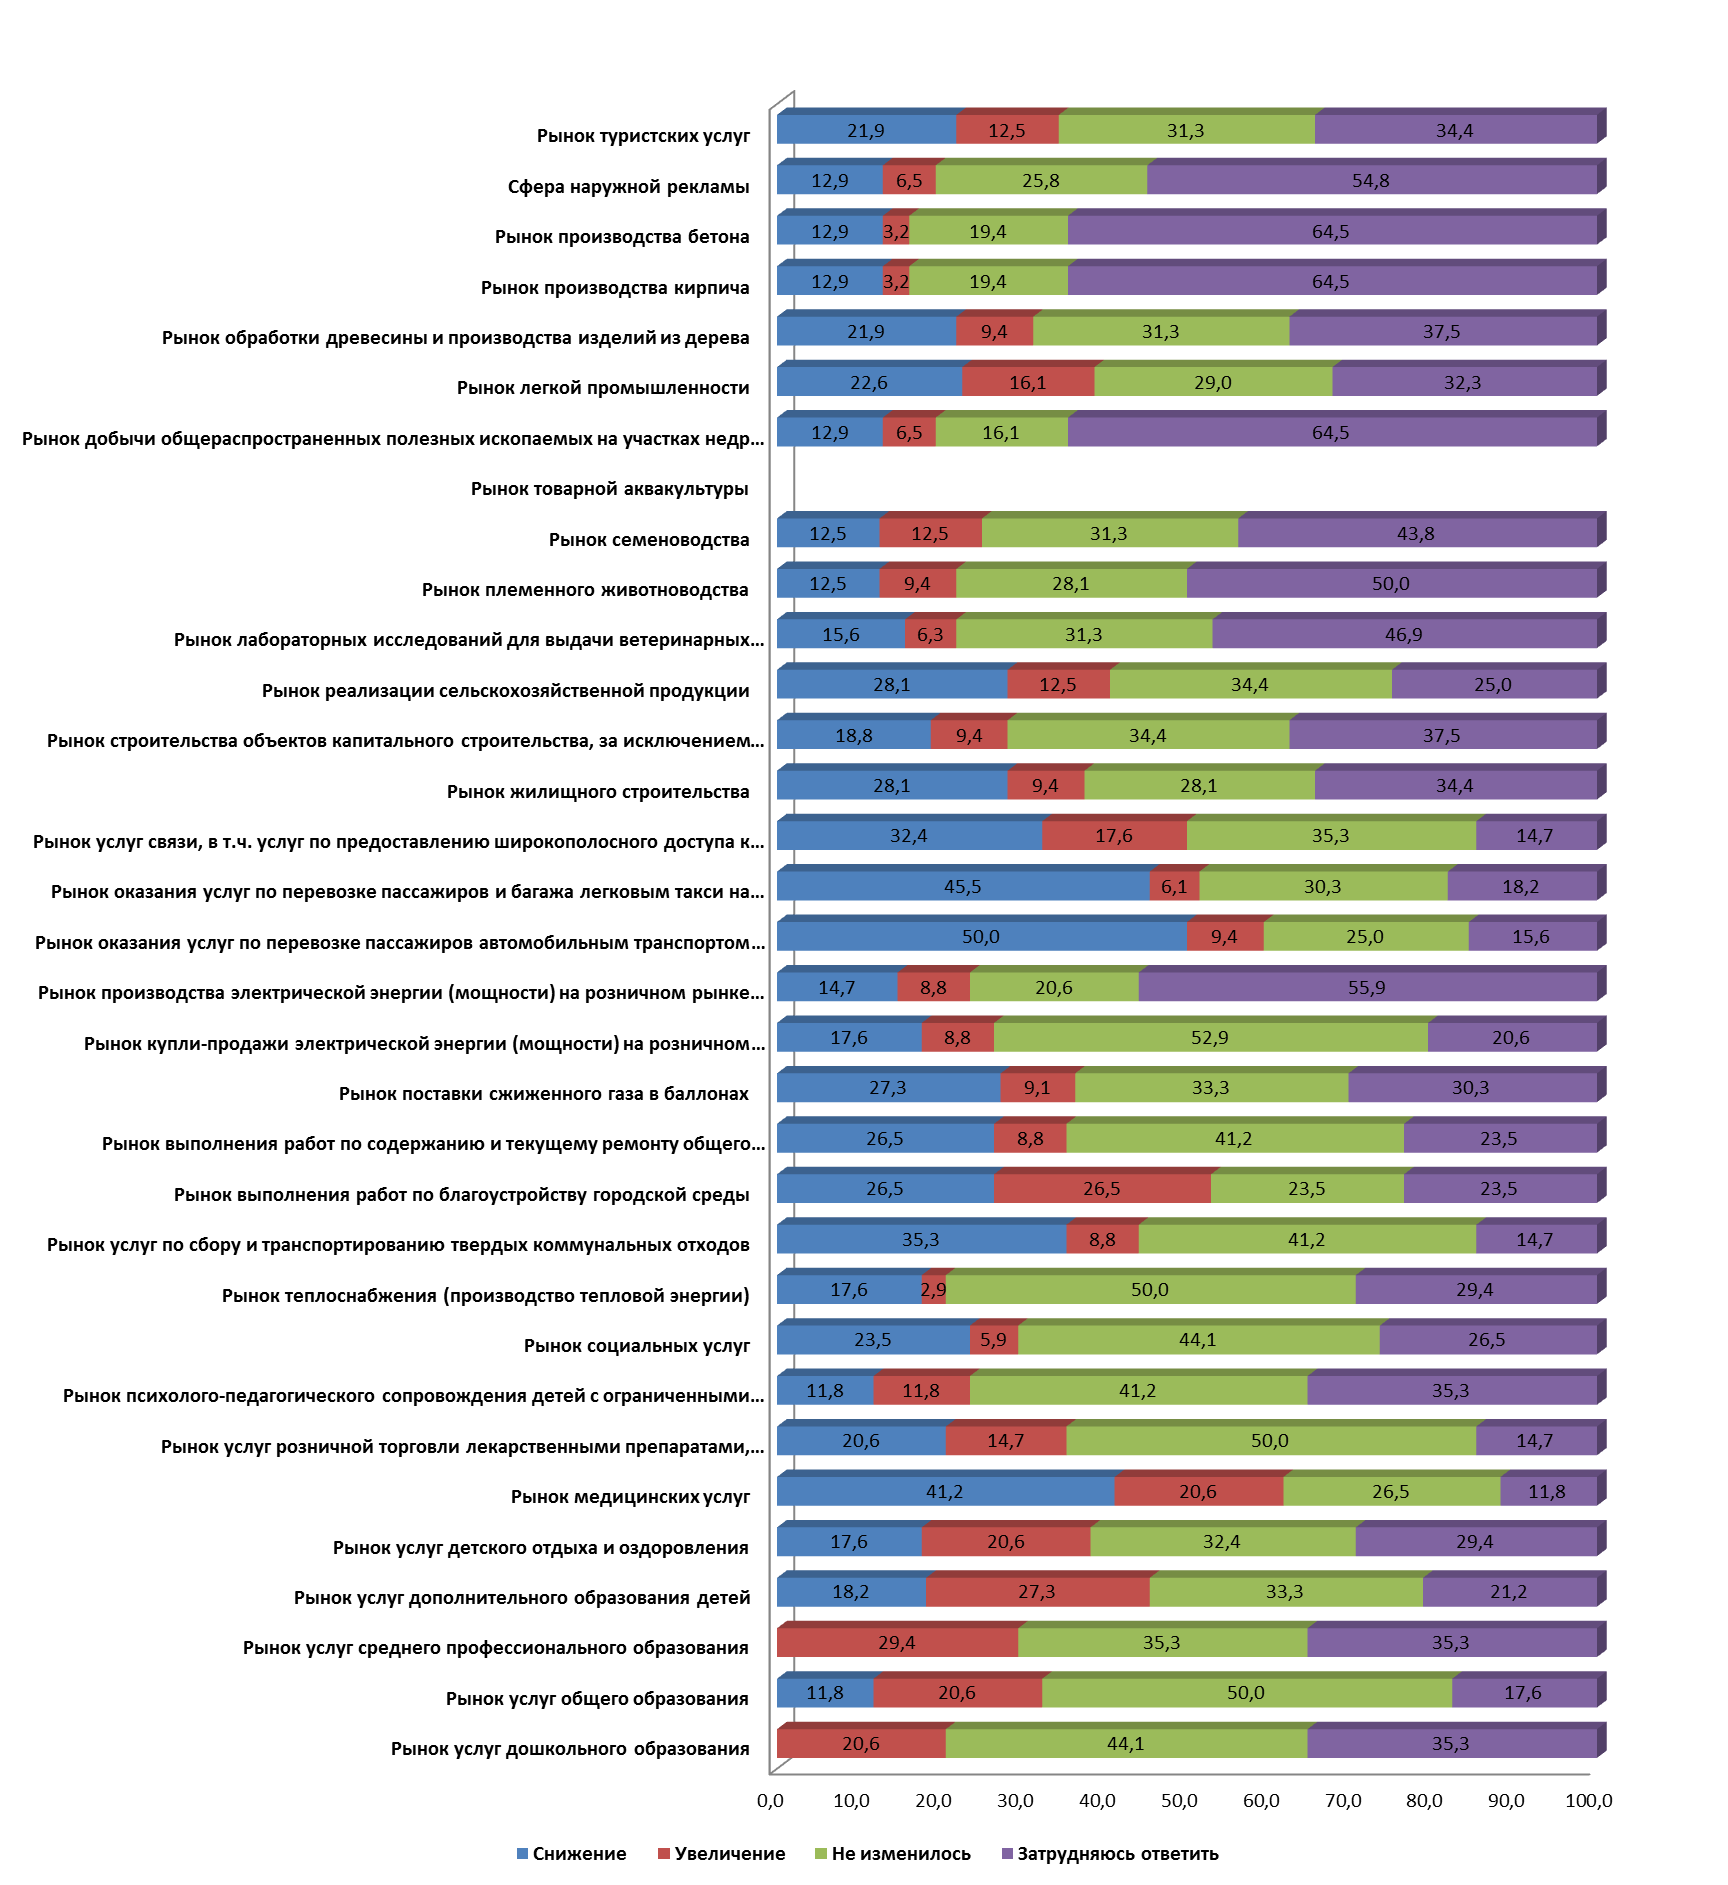 Рынок туристских услуг 21,9 12,5 31,3 34,4
Сфера наружной рекламы 12,9 6,5 25,8 54,8
Рынок производства бетона 12,9 3,2 19,4 64,5
Рынок производства кирпича 12,9 3,2 19,4 64,5
Рынок обработки древесины и производства изделий из дерева 21,9 9,4 31,3 37,5
Рынок легкой промышленности 22,6 16,1 29,0 32,3
Рынок добычи общераспространенных полезных ископаемых на участках недр... 12,9 6,5 16,1 64,5
Рынок товарной аквакультуры
Рынок семеноводства 12,5 12,5 31,3 43,8
Рынок племенного животноводства 12,5 9,4 28,1 50,0
Рынок лабораторных исследований для выдачи ветеринарных... 15,6 6,3 31,3 46,9
Рынок реализации сельскохозяйственной продукции 28,1 12,5 34,4 25,0
Рынок строительства объектов капитального строительства, за исключением... 18,8 9,4 34,4 37,5
Рынок жилищного строительства 28,1 9,4 28,1 34,4
Рынок услуг связи, в т.ч. услуг по предоставлению широкополосного доступа к... 32,4 17,6 35,3 14,7
Рынок оказания услуг по перевозке пассажиров и багажа легковым такси на... 45,5 6,1 30,3 18,2
Рынок оказания услуг по перевозке пассажиров автомобильным транспортом... 50,0 9,4 25,0 15,6
Рынок производства электрической энергии (мощности) на розничном рынке... 14,7 8,8 20,6 55,9
Рынок купли-продажи электрической энергии (мощности) на розничном... 17,6 8,8 52,9 20,6
Рынок поставки сжиженного газа в баллонах 27,3 9,1 33,3 30,3
Рынок выполнения работ по содержанию и текущему ремонту общего... 26,5 8,8 41,2 23,5
Рынок выполнения работ по благоустройству городской среды 26,5 26,5 23,5 23,5
Рынок услуг по сбору и транспортированию твердых коммунальных отходов 35,3 8,8 41,2 14,7
Рынок теплоснабжения (производство тепловой энергии) 17,6 2,9 50,0 29,4
Рынок социальных услуг 23,5 5,9 44,1 26,5
Рынок психолого-педагогического сопровождения детей с ограниченными... 11,8 11,8 41,2 35,3
Рынок услуг розничной торговли лекарственными препаратами,... 20,6 14,7 50,0 14,7
Рынок медицинских услуг 41,2 20,6 26,5 11,8
Рынок услуг детского отдыха и оздоровления 17,6 20,6 32,4 29,4
Рынок услуг дополнительного образования детей 18,2 27,3 33,3 21,2
Рынок услуг среднего профессионального образования 29,4 35,3 35,3
Рынок услуг общего образования 11,8 20,6 50,0 17,6
Рынок услуг дошкольного образования 20,6 44,1 35,3
0,0 10,0 20,0 30,0 40,0 50,0 60,0 70,0 80,0 90,0 100,0
Снижение Увеличение Не изменилось Затрудняюсь ответить